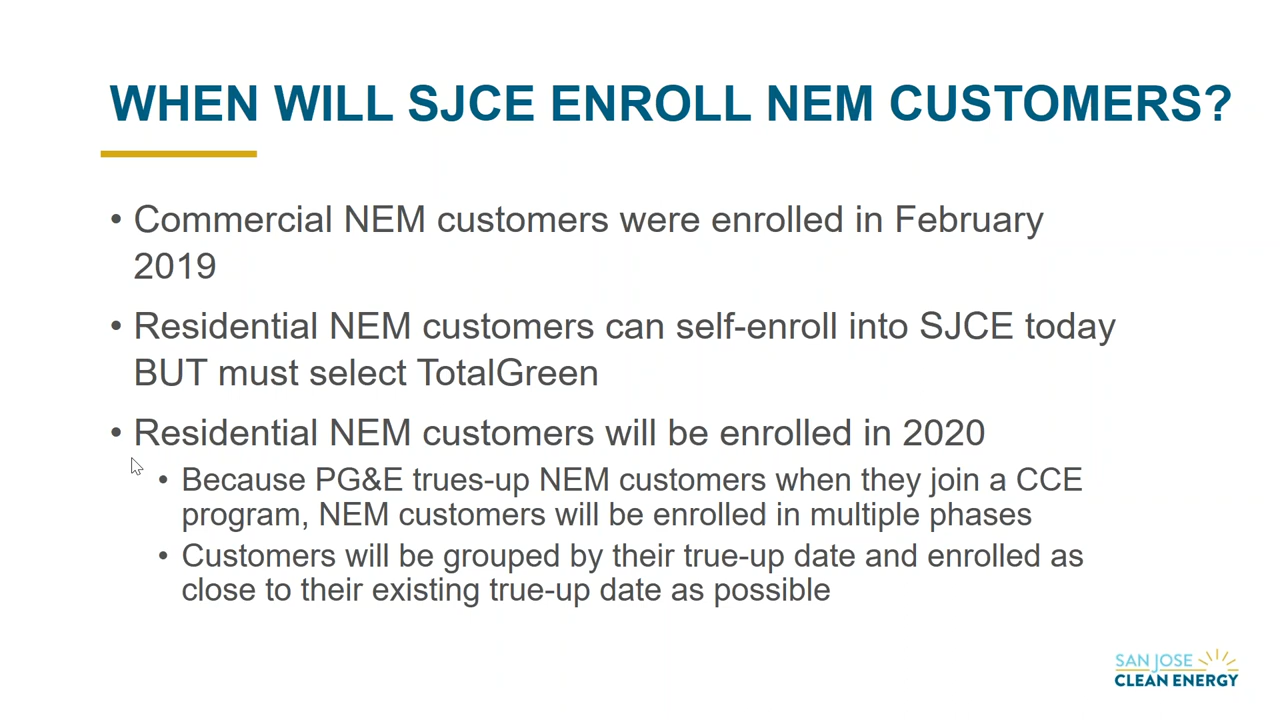 WHEN WILL SJCE ENROLL NEM CUSTOMERS?
• Commercial NEM customers were enrolled in February
2019
• Residential NEM customers can self-enroll into SJCE today
BUT must select TotalGreen
• Residential NEM customers will be enrolled in 2020
• Because PG&E trues-up NEM customers when they join a CCE
program, NEM customers will be enrolled in multiple phases
• Customers will be grouped by their true-up date and enrolled as
close to their existing true-up date as possible
SAN JOSE
CLEAN ENERGY